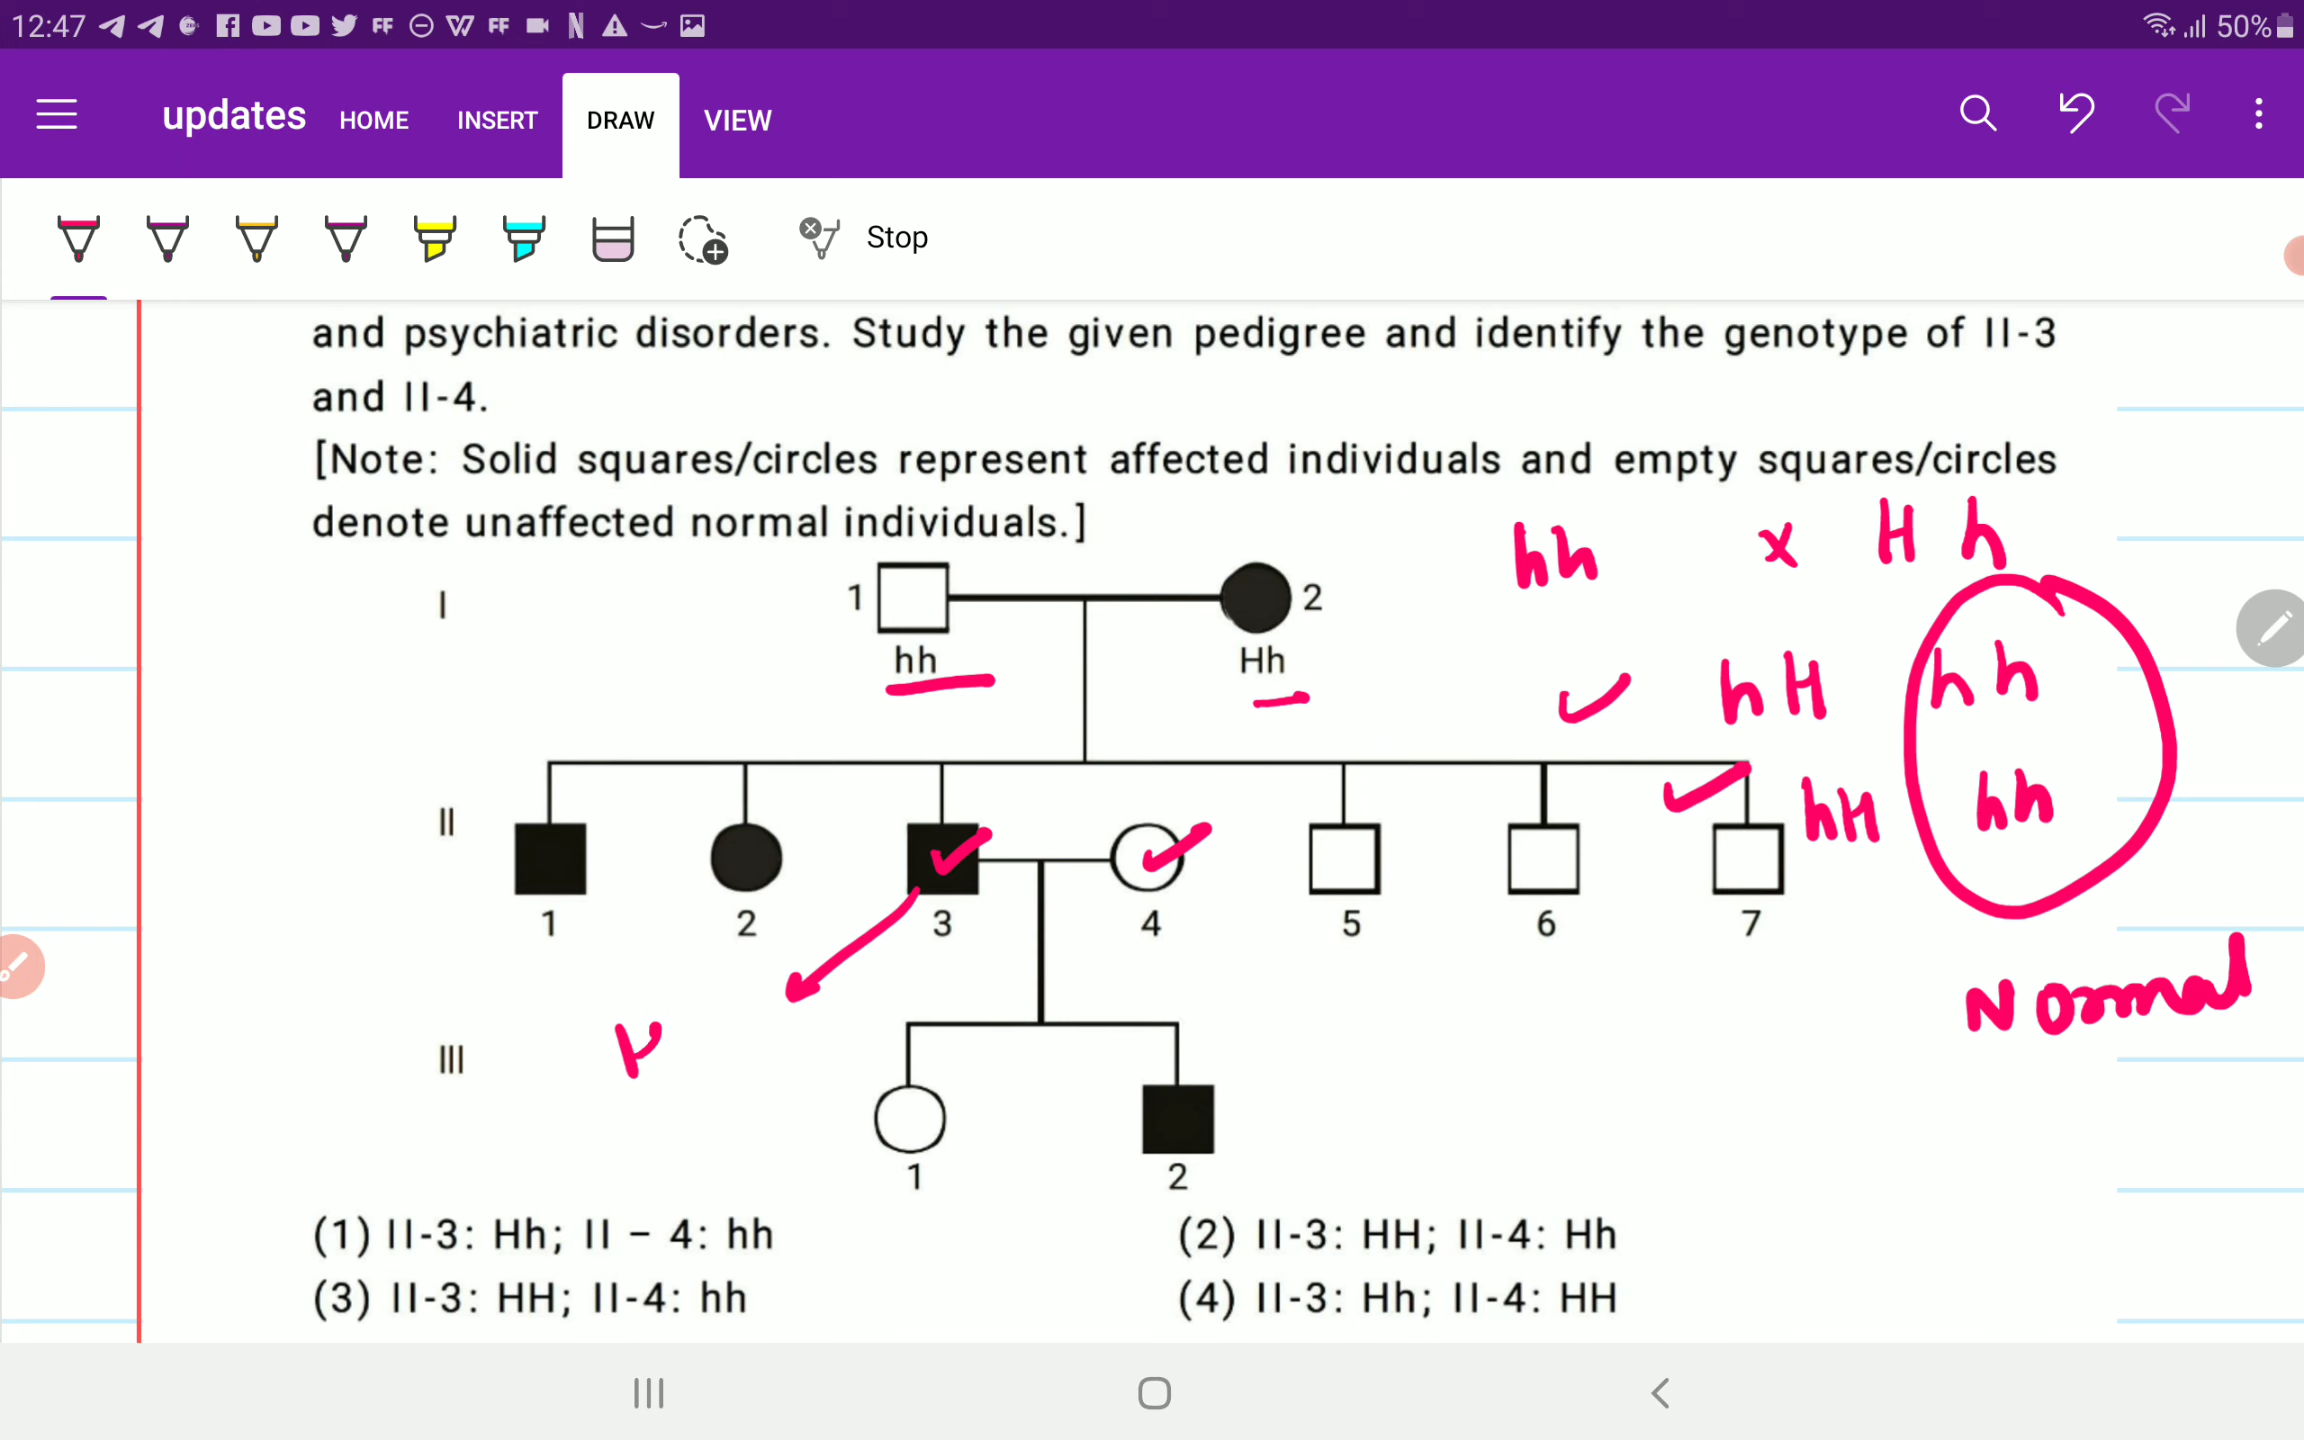 12:47 FF FF N 50%
updates HOME INSERT DRAW VIEW
Stop
and psychiatric disorders. Study the given pedigree and identify the genotype of II-3
and II-4.
[Note: Solid squares/circles represent affected individuals and empty squares/circles
denote unaffected normal individuals.]
hh x H h
I 1 2
hh Hh
hH hh
II hH hh
1 2 3 4 5 6 7
Normal
III
1 2
(1) II-3: Hh; II – 4: hh (2) II-3: HH; II-4: Hh
(3) II-3: HH; II-4: hh (4) II-3: Hh; II-4: HH